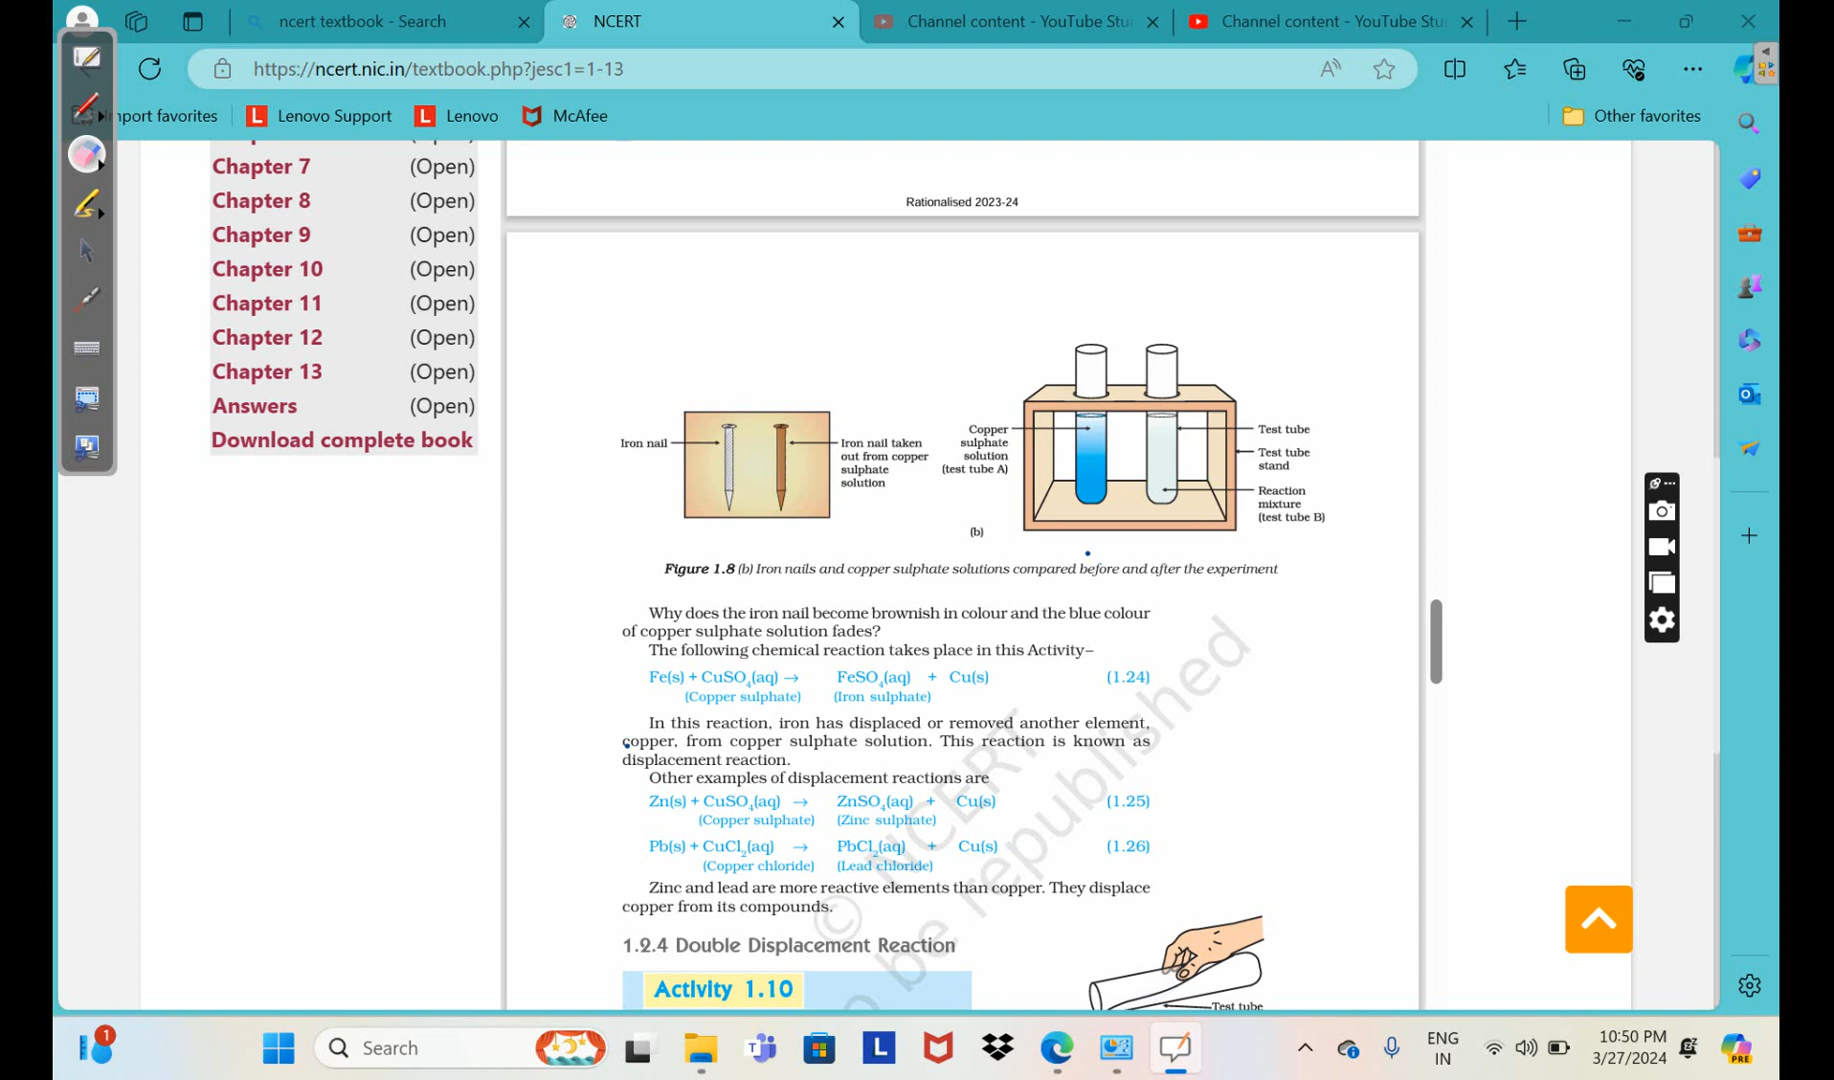 ncert textbook - Search
NCERT
Channel content - YouTube Stu
Channel content - YouTube Stu
https://ncert.nic.in/textbook.php?jesc1=1-13
mport favorites
Lenovo Support
Lenovo
McAfee
Other favorites
Chapter 7 (Open)
Chapter 8 (Open)
Chapter 9 (Open)
Chapter 10 (Open)
Chapter 11 (Open)
Chapter 12 (Open)
Chapter 13 (Open)
Answers (Open)
Download complete book
Rationalised 2023-24
Iron nail
Iron nail taken
out from copper
sulphate
solution
Copper
sulphate
solution
(test tube A)
Test tube
Test tube
stand
Reaction
mixture
(test tube B)
(b)
Figure 1.8 (b) Iron nails and copper sulphate solutions compared before and after the experiment
Why does the iron nail become brownish in colour and the blue colour
of copper sulphate solution fades?
The following chemical reaction takes place in this Activity–
Fe(s) + CuSO₄(aq) → FeSO₄(aq) + Cu(s) (1.24)
(Copper sulphate) (Iron sulphate)
In this reaction, iron has displaced or removed another element,
copper, from copper sulphate solution. This reaction is known as
displacement reaction.
Other examples of displacement reactions are
Zn(s) + CuSO₄(aq) → ZnSO₄(aq) + Cu(s) (1.25)
(Copper sulphate) (Zinc sulphate)
Pb(s) + CuCl₂(aq) → PbCl₂(aq) + Cu(s) (1.26)
(Copper chloride) (Lead chloride)
Zinc and lead are more reactive elements than copper. They displace
copper from its compounds.
1.2.4 Double Displacement Reaction
Activity 1.10
Test tube
© NCERT
o be republished
Search
ENG
IN
10:50 PM
3/27/2024
1
PRE